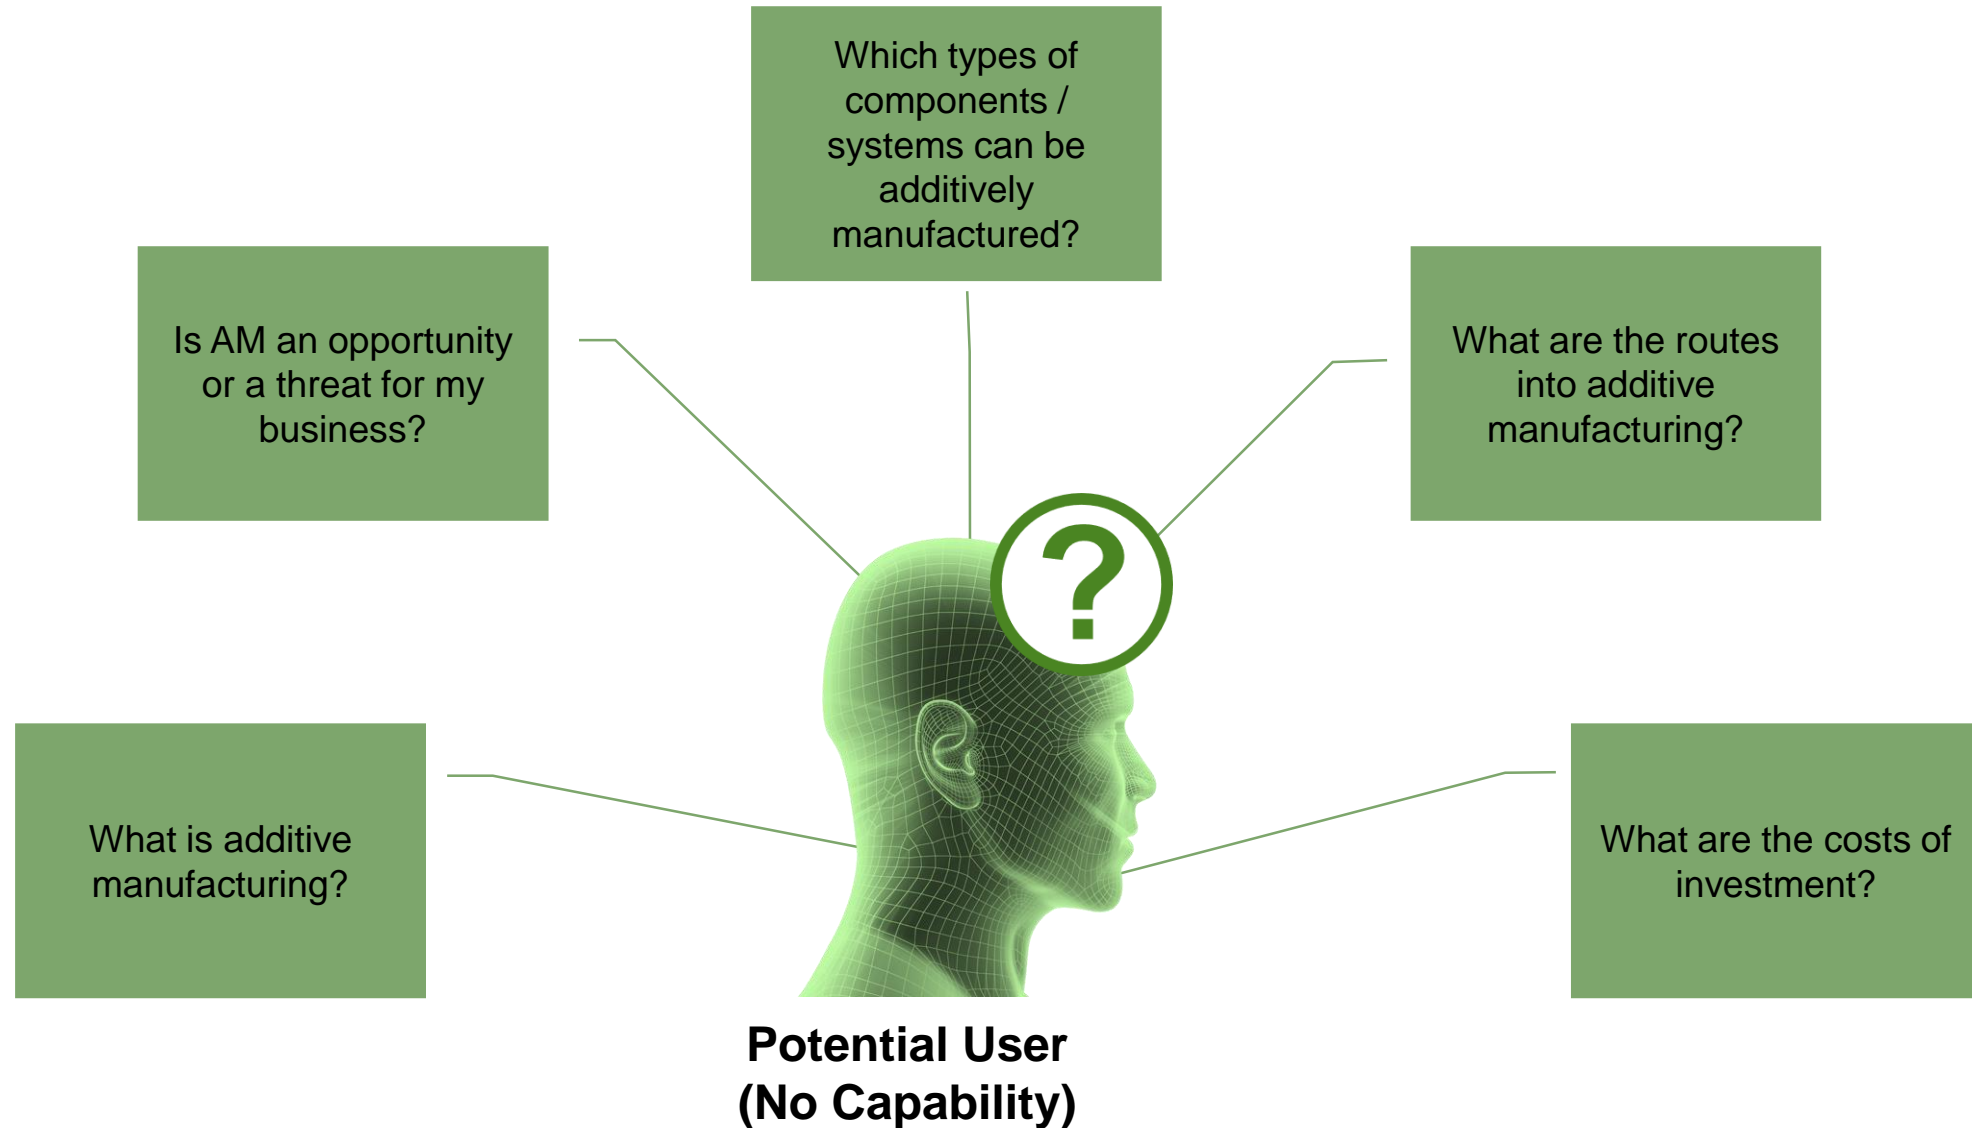 Which types of
components /
systems can be
additively
manufactured?
Is AM an opportunity
or a threat for my
business?
What are the routes
into additive
manufacturing?
?
What is additive
manufacturing?
What are the costs of
investment?
Potential User
(No Capability)